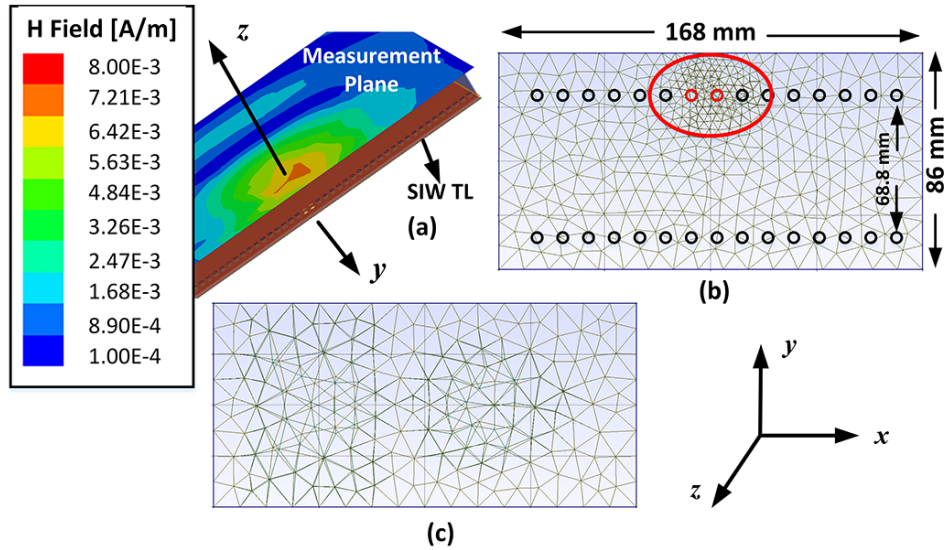 H Field [A/m]
8.00E-3
7.21E-3
6.42E-3
5.63E-3
4.84E-3
3.26E-3
2.47E-3
1.68E-3
8.90E-4
1.00E-4
z
Measurement
Plane
SIW TL
(a)
y
168 mm
68.8 mm
86 mm
(b)
(c)
y
x
z